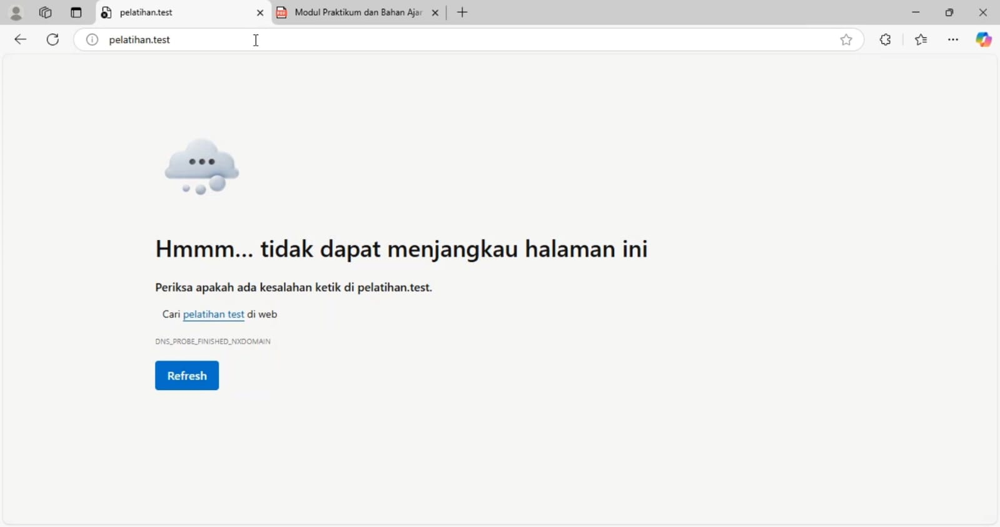 pelatihan.test
Modul Praktikum dan Bahan Ajar
pelatihan.test
Hmmm... tidak dapat menjangkau halaman ini
Periksa apakah ada kesalahan ketik di pelatihan.test.
Cari pelatihan test di web
DNS_PROBE_FINISHED_NXDOMAIN
Refresh